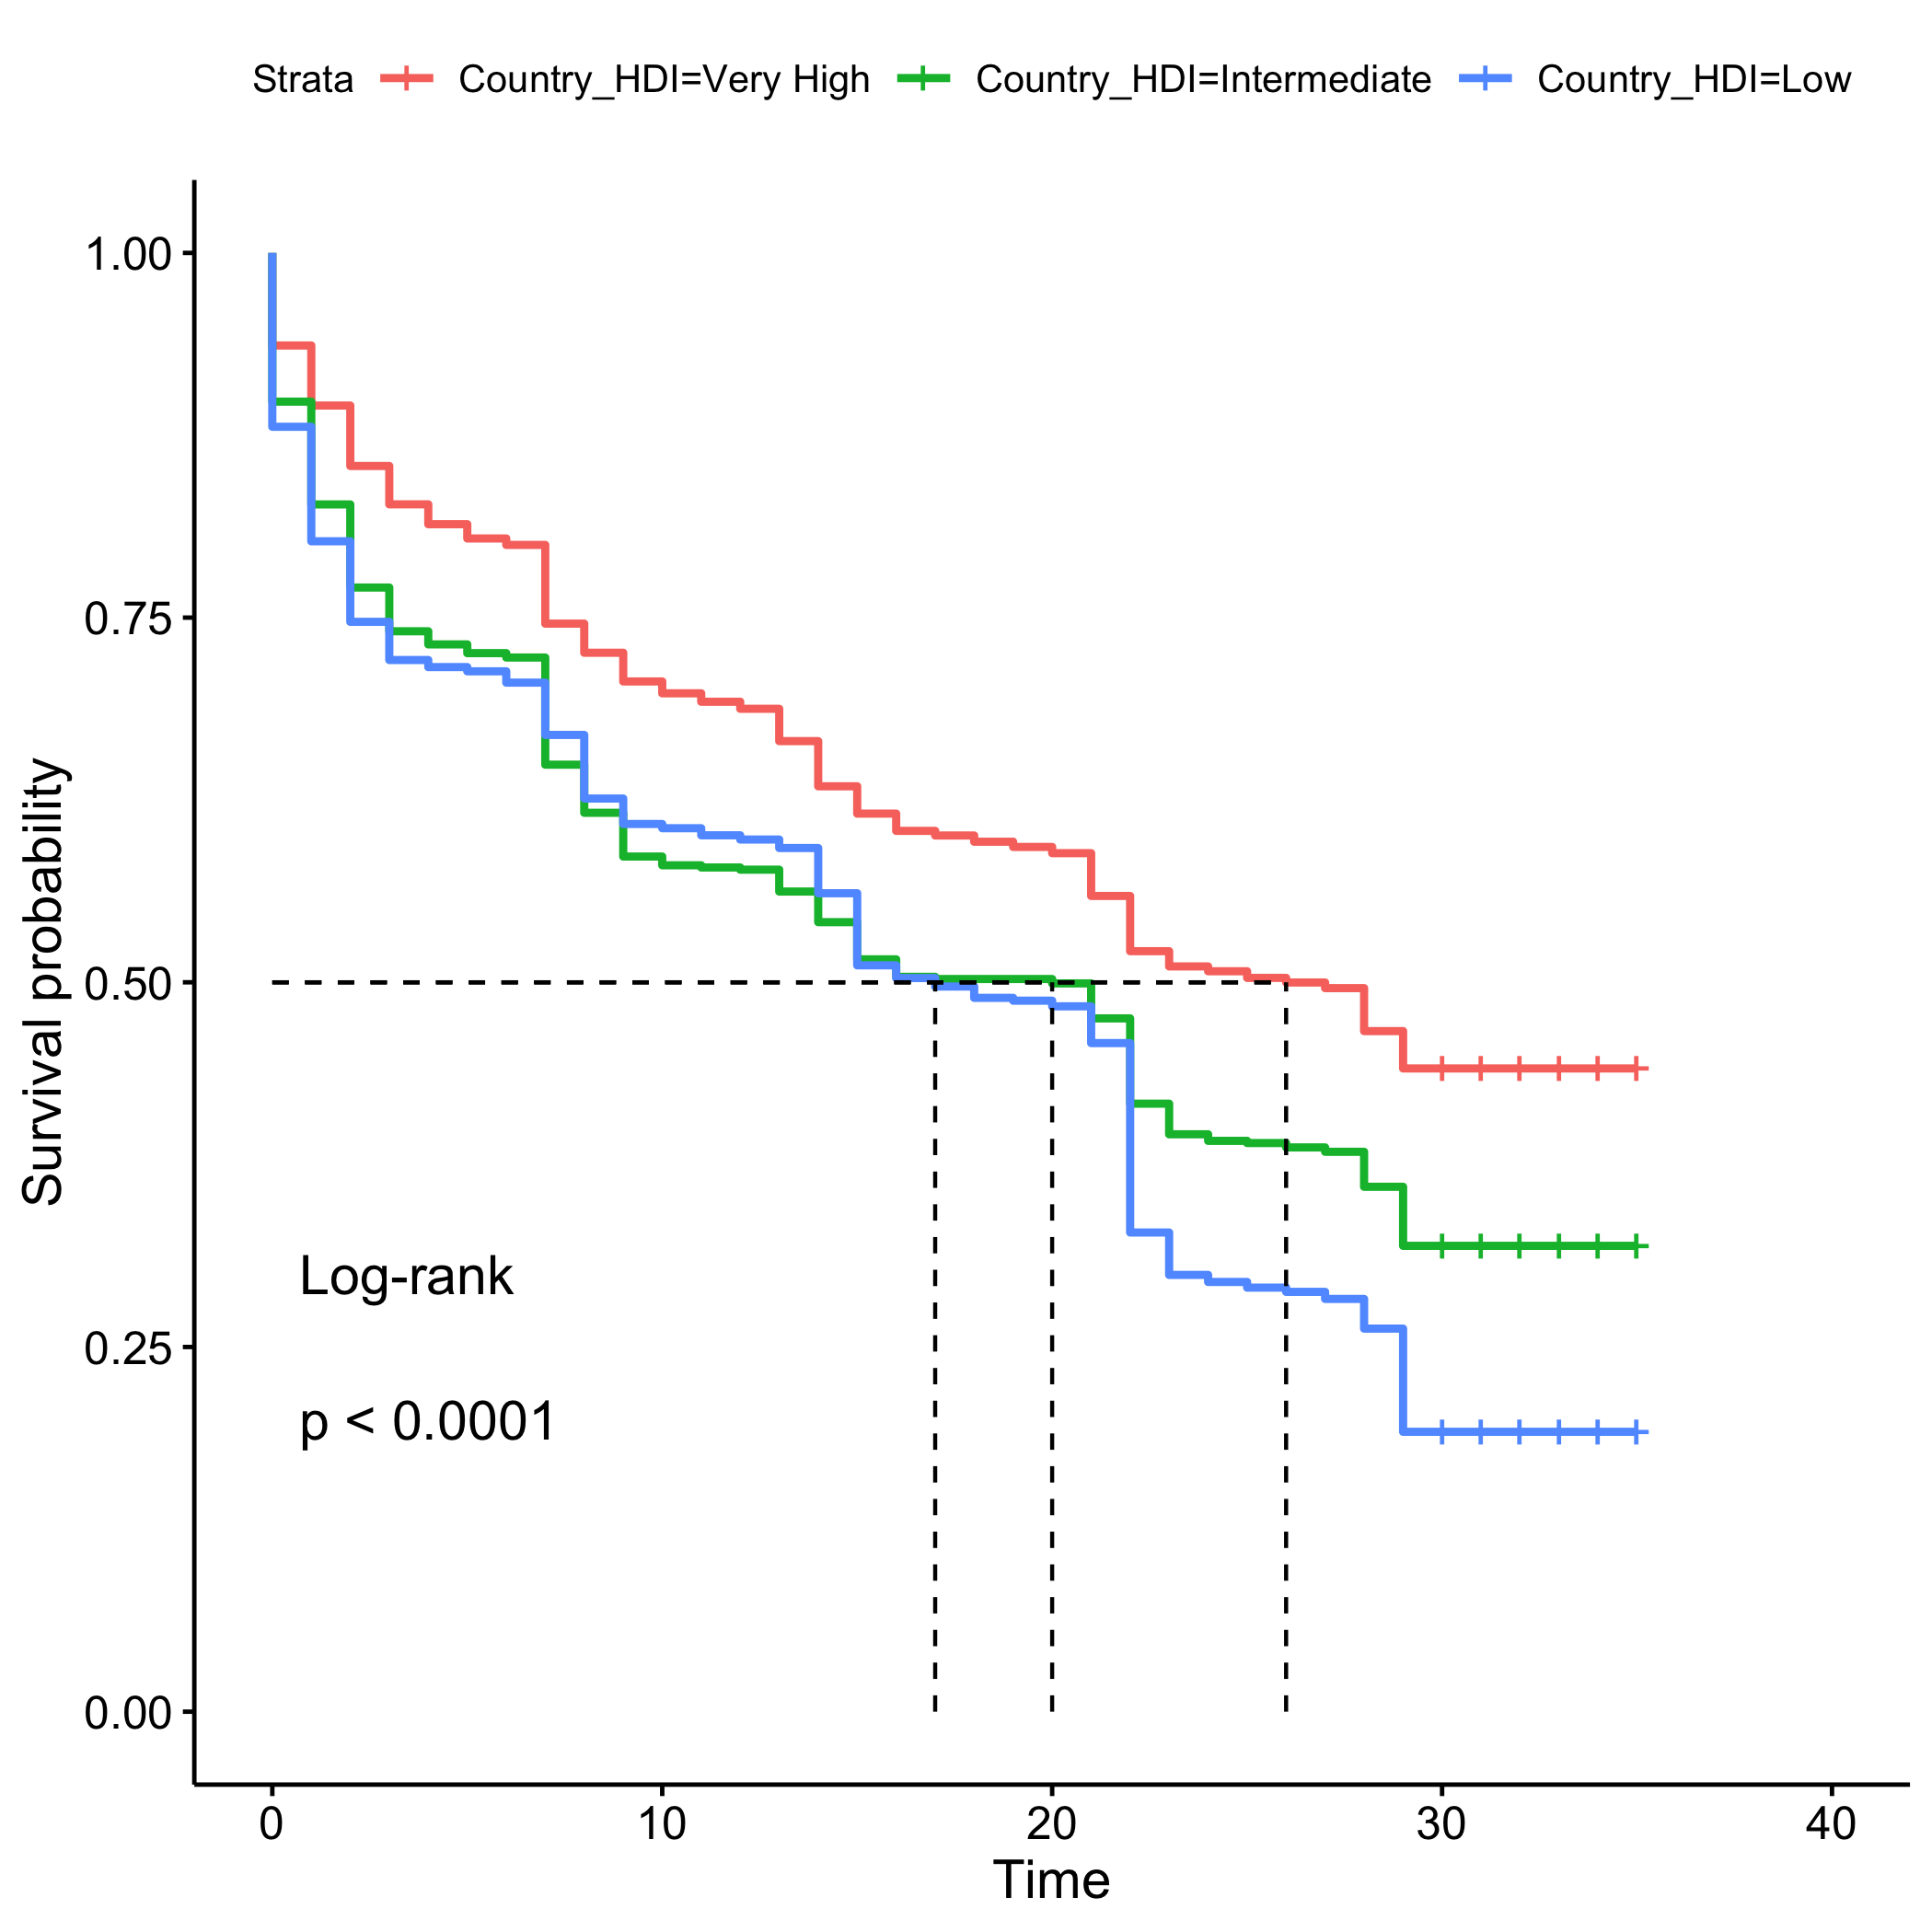 Strata Country_HDI=Very High Country_HDI=Intermediate Country_HDI=Low
Survival probability
1.00
0.75
0.50
0.25
0.00
Log-rank
p < 0.0001
0 10 20 30 40
Time